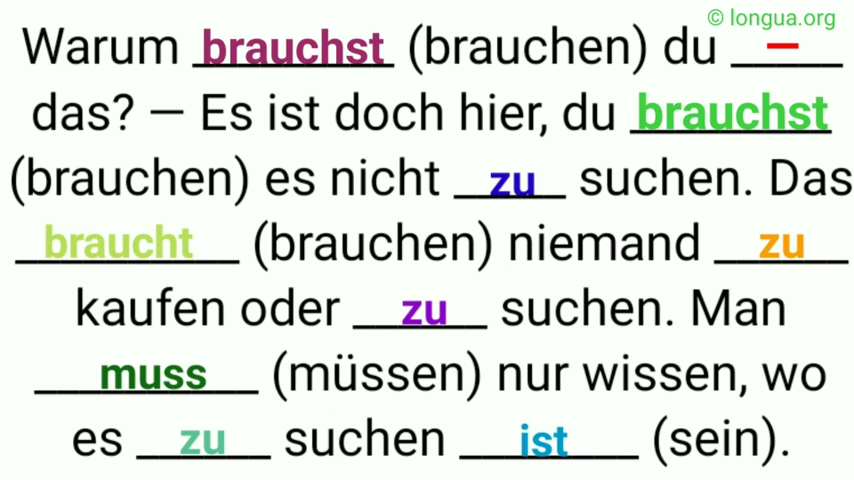 © longua.org
Warum brauchst (brauchen) du —
das? — Es ist doch hier, du brauchst
(brauchen) es nicht zu suchen. Das
braucht (brauchen) niemand zu
kaufen oder zu suchen. Man
muss (müssen) nur wissen, wo
es zu suchen ist (sein).